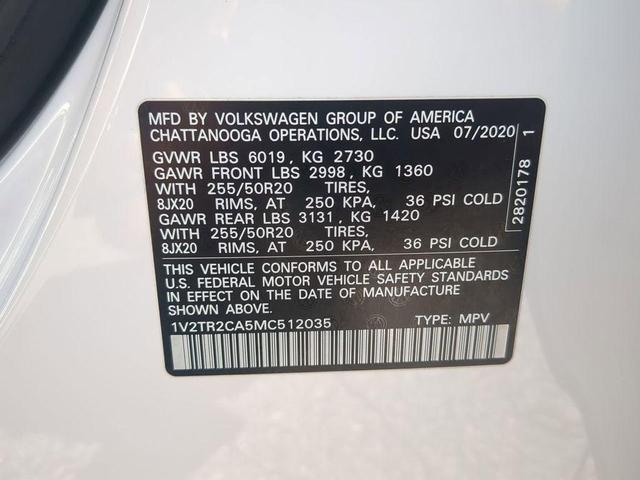 MFD BY VOLKSWAGEN GROUP OF AMERICA
CHATTANOOGA OPERATIONS, LLC. USA 07/2020
GVWR LBS 6019, KG 2730
GAWR FRONT LBS 2998, KG 1360
WITH 255/50R20 TIRES,
8JX20 RIMS, AT 250 KPA, 36 PSI COLD
GAWR REAR LBS 3131, KG 1420
WITH 255/50R20 TIRES,
8JX20 RIMS, AT 250 KPA, 36 PSI COLD
THIS VEHICLE CONFORMS TO ALL APPLICABLE
U.S. FEDERAL MOTOR VEHICLE SAFETY STANDARDS
IN EFFECT ON THE DATE OF MANUFACTURE
SHOWN ABOVE.
1V2TR2CA5MC512035 TYPE: MPV
2820178 1